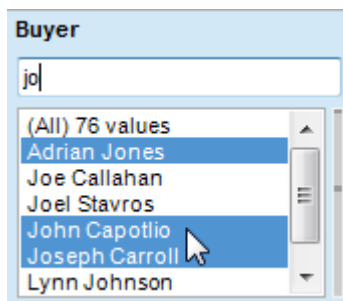 Buyer
jo
(All) 76 values
Adrian Jones
Joe Callahan
Joel Stavros
John Capotlio
Joseph Carroll
Lynn Johnson